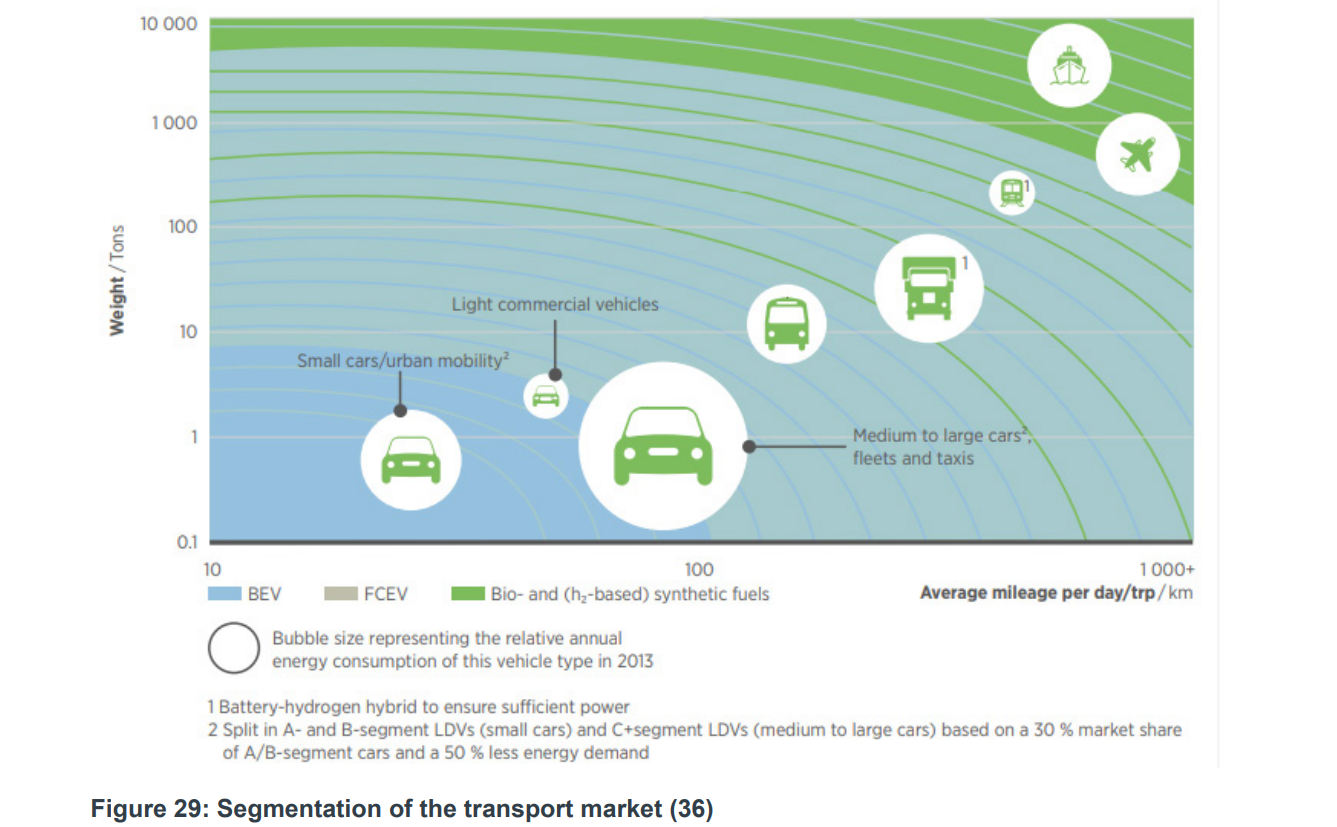 10 000
1 000
100
10
1
0.1
Weight / Tons
1
1
Light commercial vehicles
Small cars/urban mobility²
Medium to large cars²,
fleets and taxis
10
100
1 000+
BEV
FCEV
Bio- and (h₂-based) synthetic fuels
Average mileage per day/trp / km
Bubble size representing the relative annual
energy consumption of this vehicle type in 2013
1 Battery-hydrogen hybrid to ensure sufficient power
2 Split in A- and B-segment LDVs (small cars) and C+segment LDVs (medium to large cars) based on a 30 % market share
of A/B-segment cars and a 50 % less energy demand
Figure 29: Segmentation of the transport market (36)